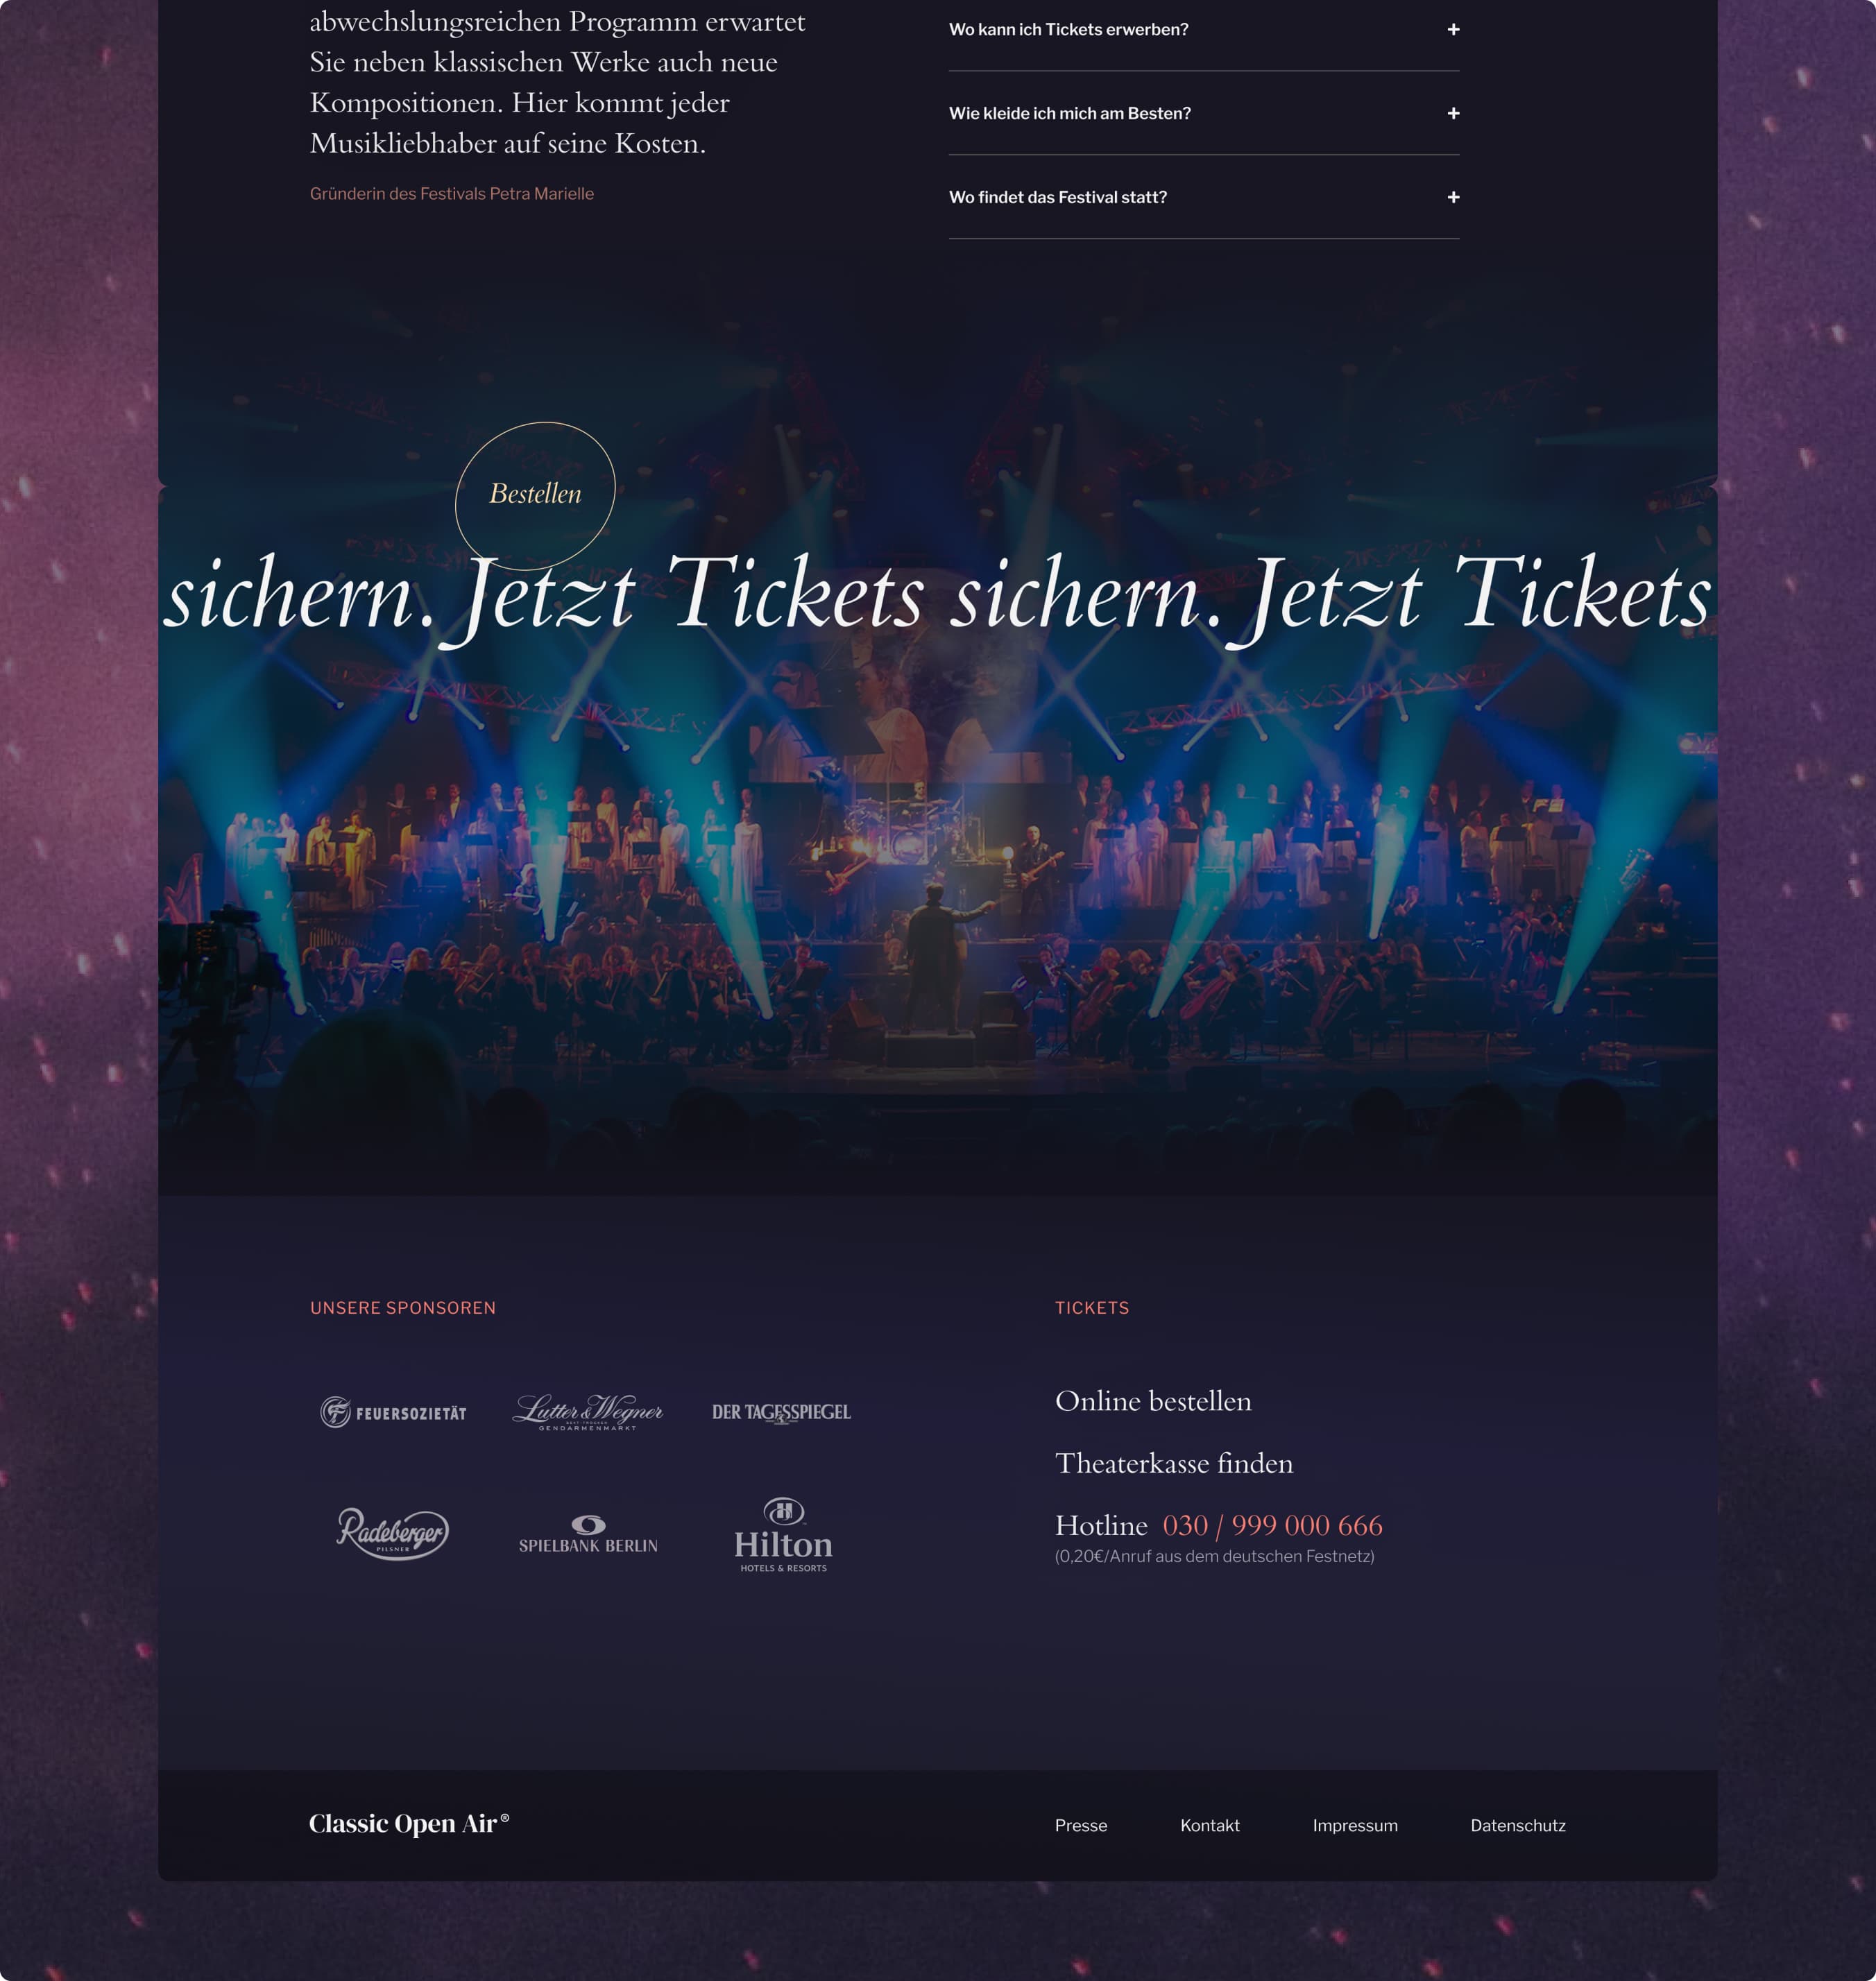 abwechslungsreichen Programm erwartet
Sie neben klassischen Werke auch neue
Kompositionen. Hier kommt jeder
Musikliebhaber auf seine Kosten.
Gründerin des Festivals Petra Marielle
Wo kann ich Tickets erwerben?
Wie kleide ich mich am Besten?
Wo findet das Festival statt?
Bestellen
sichern. Jetzt Tickets sichern. Jetzt Tickets
UNSERE SPONSOREN
FEUERSOZIETÄT
Lutter & Wegner
GENDARMENMARKT
DER TAGESSPIEGEL
Radeberger
PILSNER
SPIELBANK BERLIN
Hilton
HOTELS & RESORTS
TICKETS
Online bestellen
Theaterkasse finden
Hotline 030 / 999 000 666
(0,20€/Anruf aus dem deutschen Festnetz)
Classic Open Air®
Presse Kontakt Impressum Datenschutz